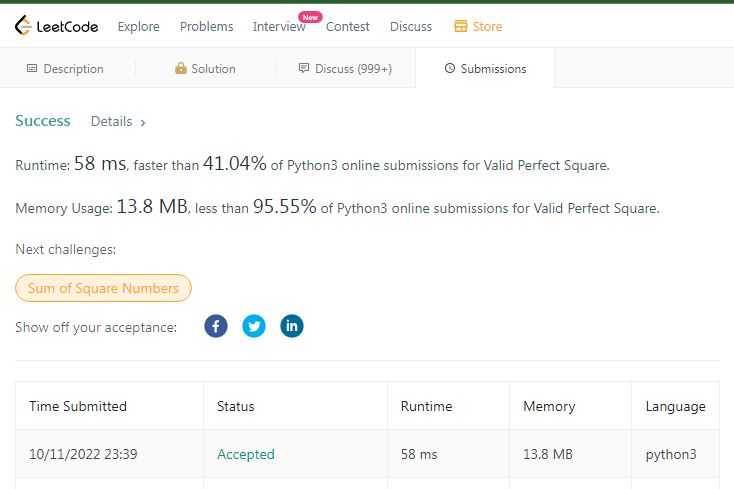 LeetCode Explore Problems Interview New Contest Discuss Store
Description Solution Discuss (999+) Submissions
Success Details ›
Runtime: 58 ms, faster than 41.04% of Python3 online submissions for Valid Perfect Square.
Memory Usage: 13.8 MB, less than 95.55% of Python3 online submissions for Valid Perfect Square.
Next challenges:
Sum of Square Numbers
Show off your acceptance:
Time Submitted Status Runtime Memory Language
10/11/2022 23:39 Accepted 58 ms 13.8 MB python3